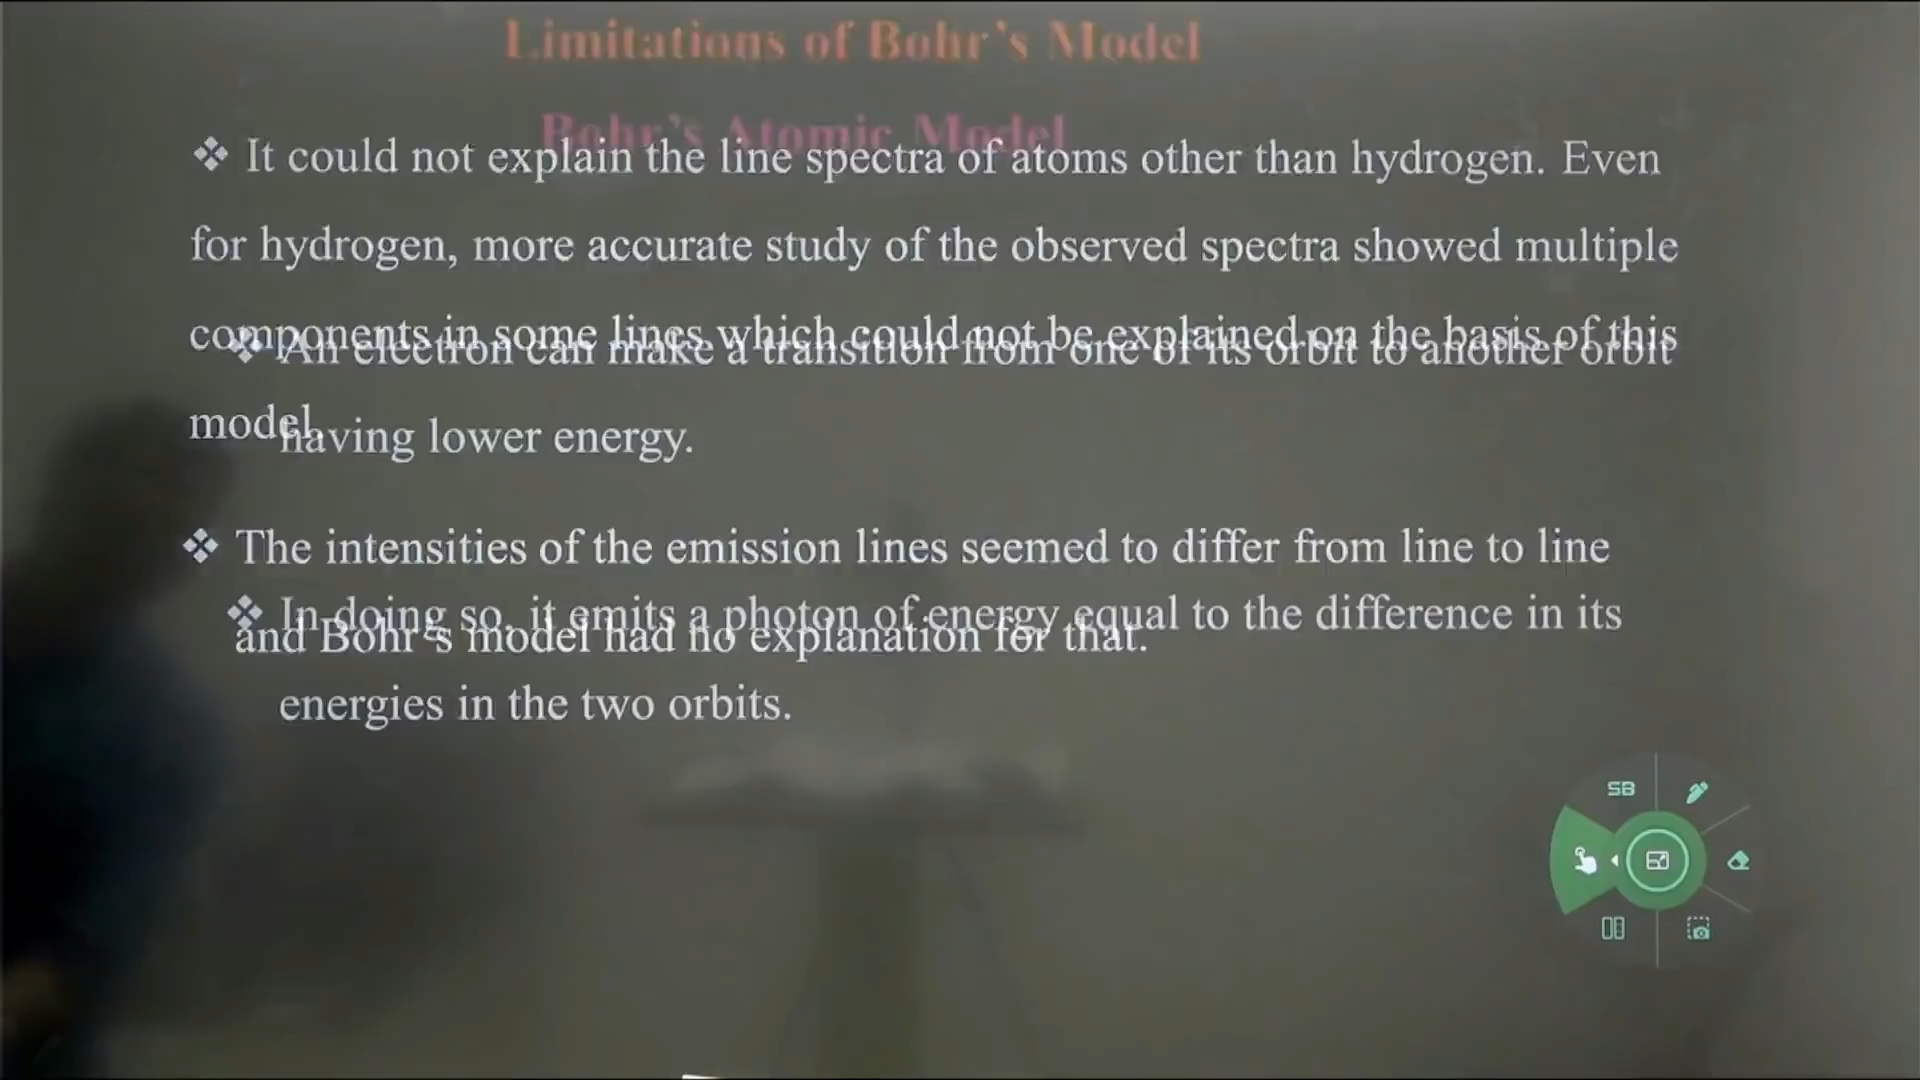 Limitations of Bohr's Model
Bohr's Atomic Model
❖ It could not explain the line spectra of atoms other than hydrogen. Even
for hydrogen, more accurate study of the observed spectra showed multiple
components in some lines which could not be explained on the basis of this
model.
❖ An electron can make a transition from one of its orbit to another orbit
having lower energy.
❖ The intensities of the emission lines seemed to differ from line to line
and Bohr's model had no explanation for that.
❖ In doing so, it emits a photon of energy equal to the difference in its
energies in the two orbits.
SB